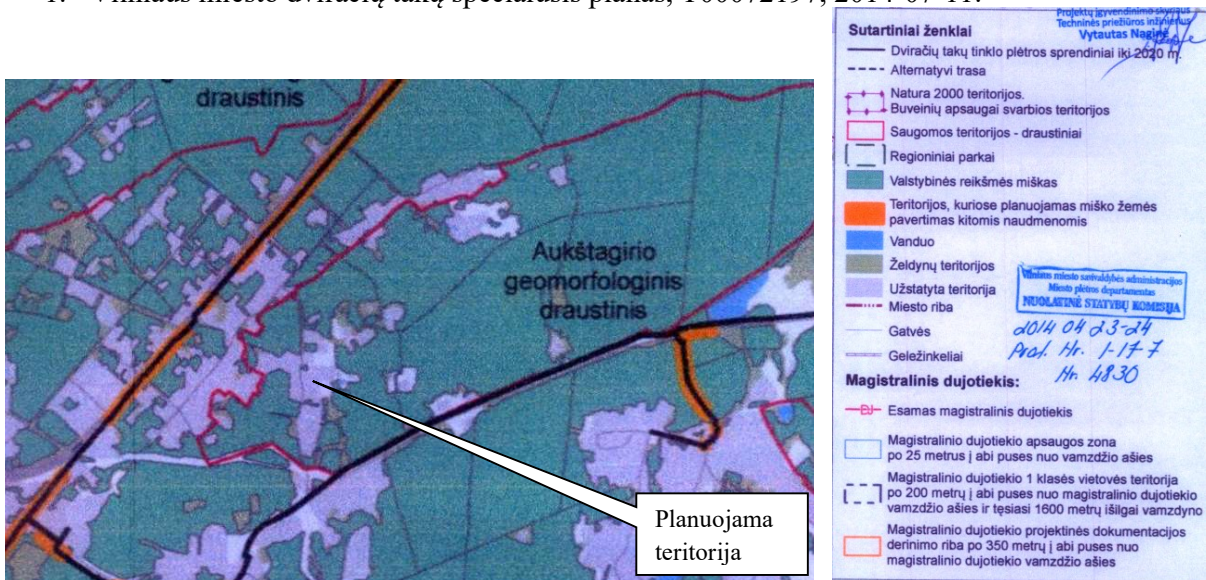 1. Vilniaus miesto dviračių takų specialusis planas, T00072197, 2014-07-11.
draustinis
Aukštagirio
geomorfologinis
draustinis
Planuojama
teritorija
Projektų įgyvendinimo skyriaus
Techninės priežiūros inžinierius
Vytautas Naginė
Sutartiniai ženklai
Dviračių takų tinklo plėtros sprendiniai iki 2020 m.
Alternatyvi trasa
Natura 2000 teritorijos.
Buveinių apsaugai svarbios teritorijos
Saugomos teritorijos - draustiniai
Regioniniai parkai
Valstybinės reikšmės miškas
Teritorijos, kuriose planuojamas miško žemės
pavertimas kitomis naudmenomis
Vanduo
Želdynų teritorijos
Užstatyta teritorija
Miesto riba
Gatvės
Geležinkeliai
Vilniaus miesto savivaldybės administracijos
Miesto plėtros departamentas
NUOLATINĖ STATYBŲ KOMISIJA
2014 04 23-24
Prot. Nr. 1-17-7
Nr. 4830
Magistralinis dujotiekis:
Esamas magistralinis dujotiekis
Magistralinio dujotiekio apsaugos zona
po 25 metrus į abi puses nuo vamzdžio ašies
Magistralinio dujotiekio 1 klasės vietovės teritorija
po 200 metrų į abi puses nuo magistralinio dujotiekio
vamzdžio ašies ir tęsiasi 1600 metrų išilgai vamzdyno
Magistralinio dujotiekio projektinės dokumentacijos
derinimo riba po 350 metrų į abi puses nuo
magistralinio dujotiekio vamzdžio ašies